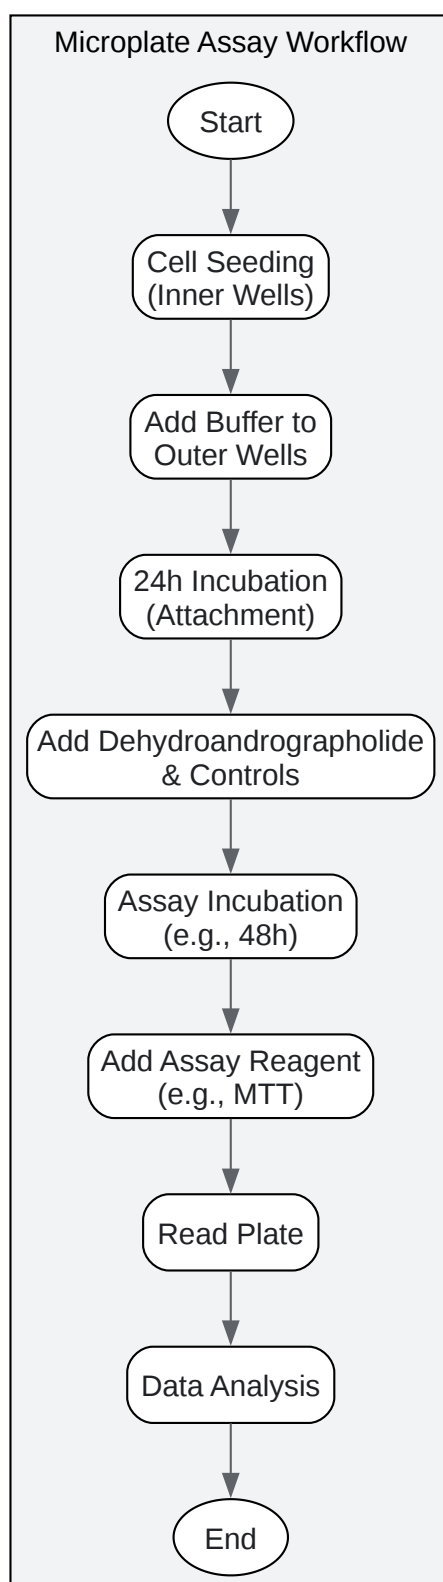 Microplate Assay Workflow
Start
Cell Seeding
(Inner Wells)
Add Buffer to
Outer Wells
24h Incubation
(Attachment)
Add Dehydroandrographolide
& Controls
Assay Incubation
(e.g., 48h)
Add Assay Reagent
(e.g., MTT)
Read Plate
Data Analysis
End